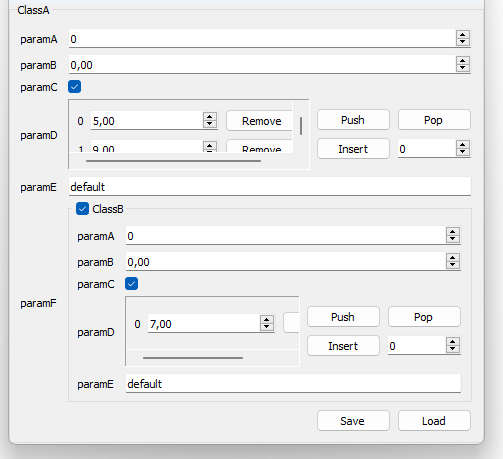 ClassA
paramA 0
paramB 0,00
paramC
paramD 0 5,00 Remove Push Pop
1 9,00 Remove Insert 0
paramE default
paramF
ClassB
paramA 0
paramB 0,00
paramC
paramD 0 7,00 Push Pop
Insert 0
paramE default
Save Load